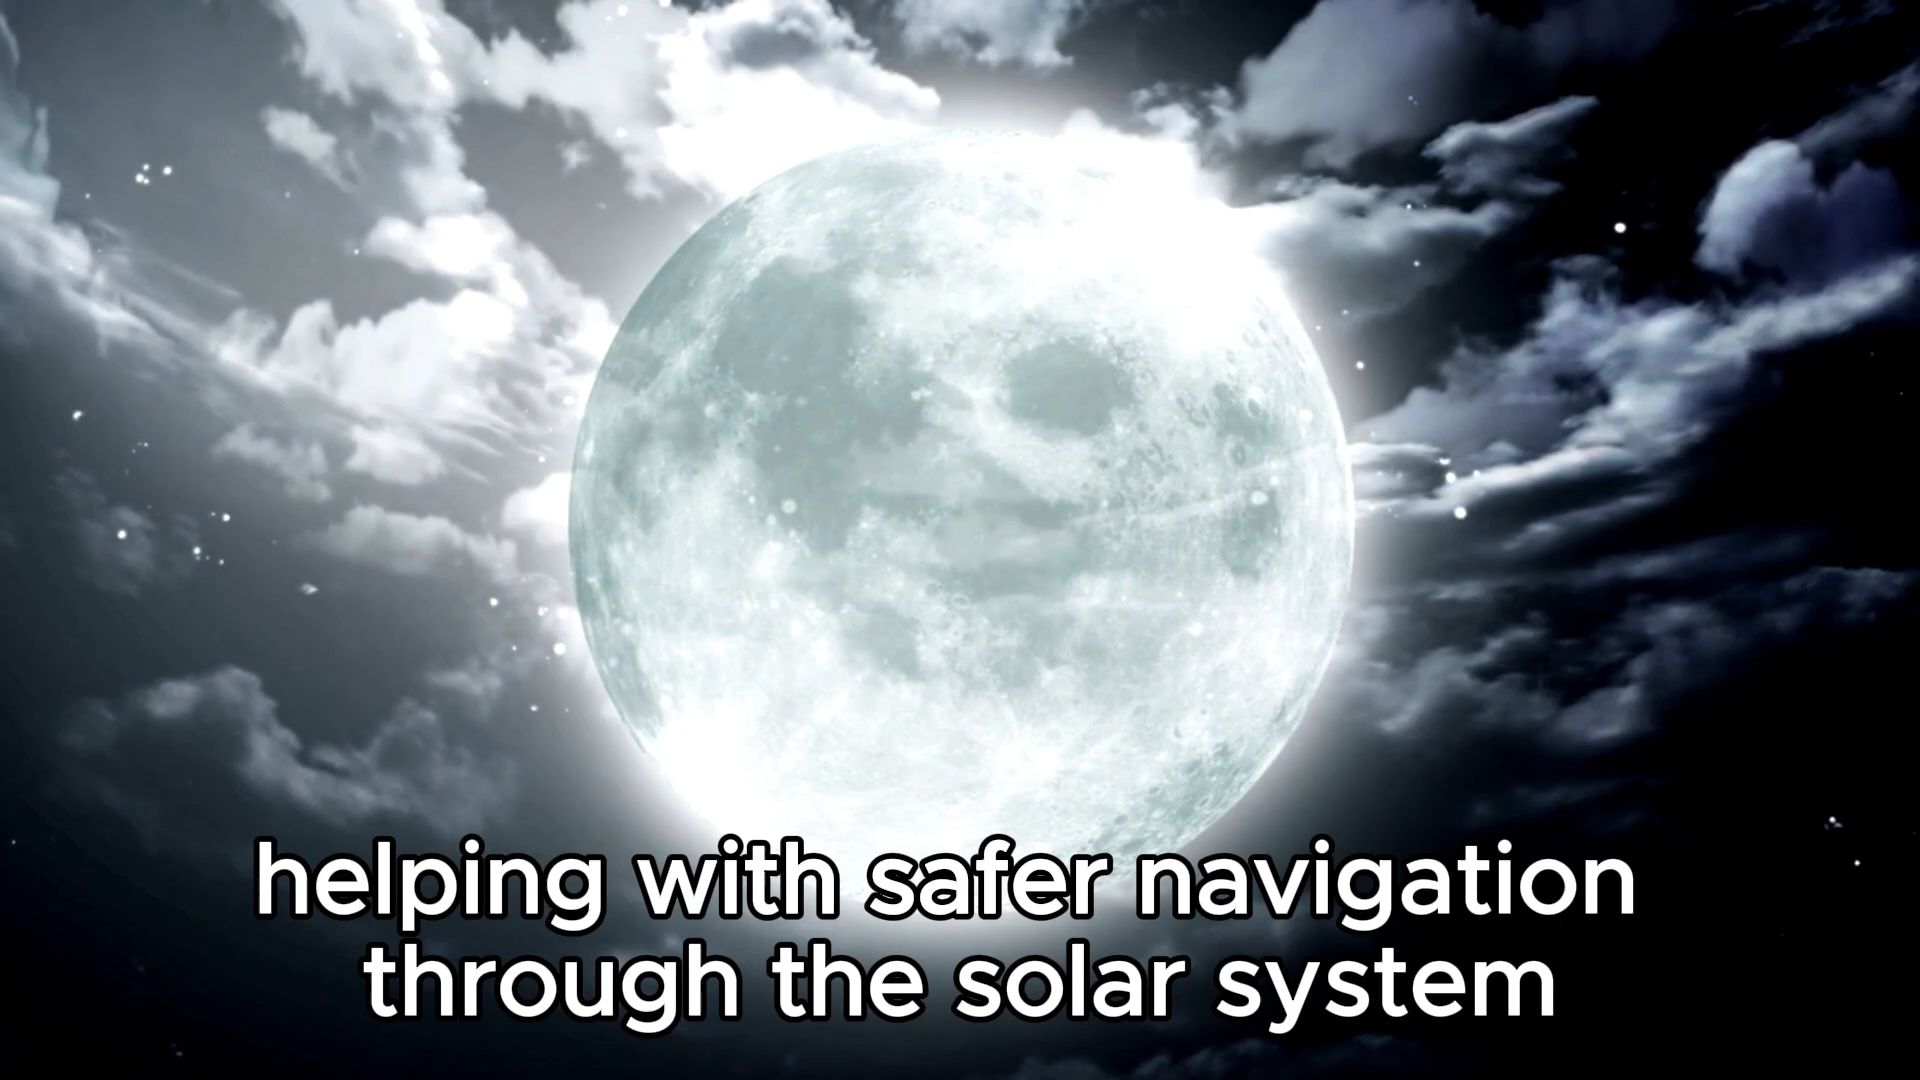 helping with safer navigation
through the solar system